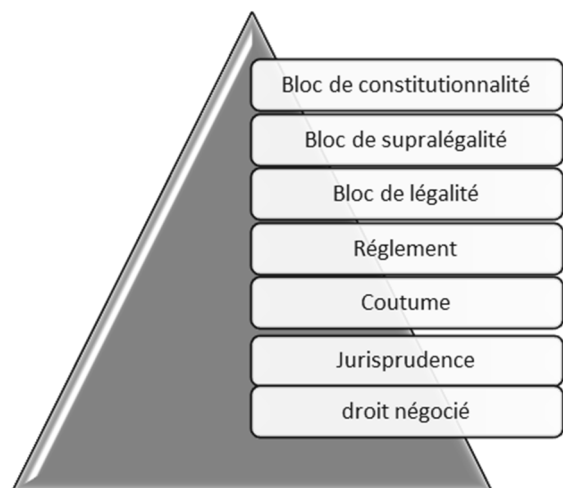 Bloc de constitutionnalité
Bloc de supralégalité
Bloc de légalité
Réglement
Coutume
Jurisprudence
droit négocié